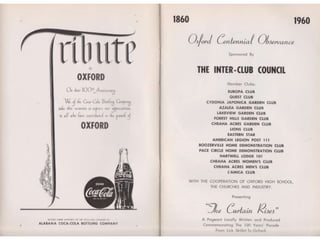 Tribute
to
OXFORD
On their 100th Anniversary
We of the Coca-Cola Bottling Company
take this occasion to express our appreciation
to all who have contributed to the growth of
OXFORD
DRINK
Coca-Cola
ALABAMA COCA-COLA BOTTLING COMPANY
1860 1960
Oxford Centennial Observance
Sponsored By
THE INTER-CLUB COUNCIL
Member Clubs:
EUROPA CLUB
QUEST CLUB
CYDONIA JAPONICA GARDEN CLUB
AZALEA GARDEN CLUB
LAKEVIEW GARDEN CLUB
FOREST HILLS GARDEN CLUB
CHEAHA ACRES GARDEN CLUB
LIONS CLUB
EASTERN STAR
AMERICAN LEGION POST 111
BOOZERVILLE HOME DEMONSTRATION CLUB
PACE CIRCLE HOME DEMONSTRATION CLUB
HARTWELL LODGE 101
CHEAHA ACRES WOMEN'S CLUB
CHEAHA ACRES MEN'S CLUB
L'AMICA CLUB
WITH THE COOPERATION OF OXFORD HIGH SCHOOL,
THE CHURCHES AND INDUSTRY.
Presenting
"The Curtain Rises"
A Pageant Locally Written and Produced
Commemorating The 100 Years' Parade
From Lick Skillet To Oxford.